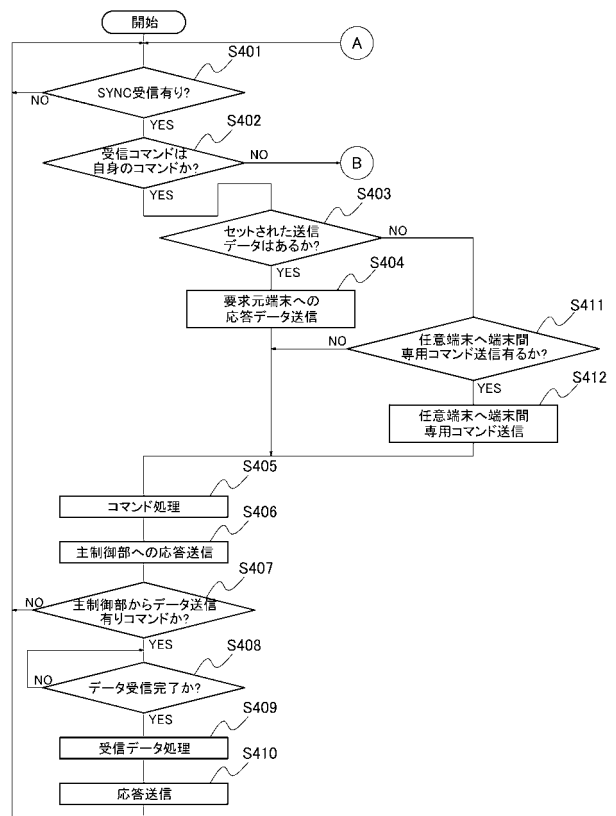 開始
A
S401
SYNC受信有り?
NO
YES
S402
受信コマンドは
自身のコマンドか?
NO
B
YES
S403
セットされた送信
データはあるか?
NO
YES
S404
要求元端末への
応答データ送信
S411
任意端末へ端末間
専用コマンド送信有るか?
NO
YES
S412
任意端末へ端末間
専用コマンド送信
S405
コマンド処理
S406
主制御部への応答送信
S407
主制御部からデータ送信
有りコマンドか?
NO
YES
S408
データ受信完了か?
NO
YES
S409
受信データ処理
S410
応答送信